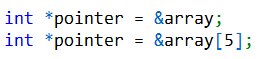 int *pointer = &array;
int *pointer = &array[5];